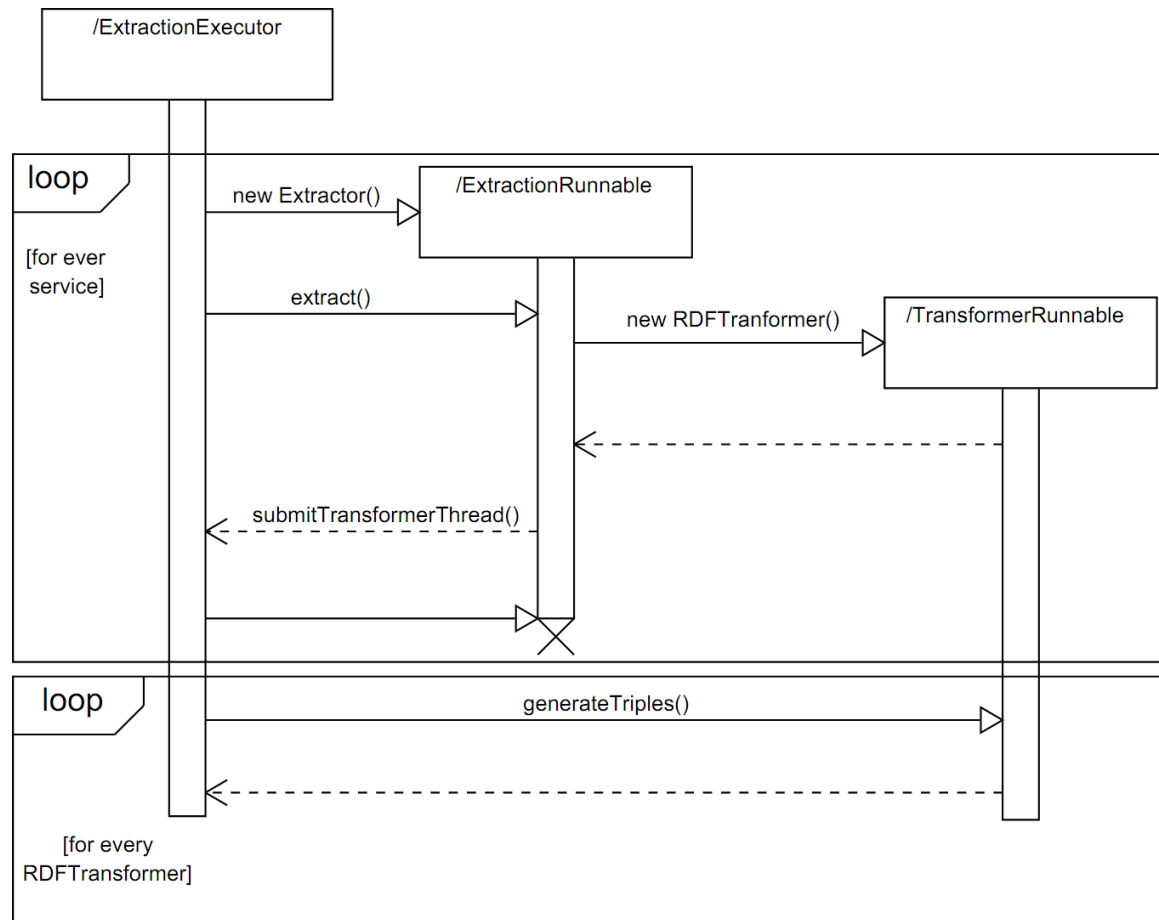 /ExtractionExecutor
loop
/ExtractionRunnable
new Extractor()
[for ever
service]
extract()
new RDFTranformer()
/TransformerRunnable
submitTransformerThread()
loop
generateTriples()
[for every
RDFTransformer]